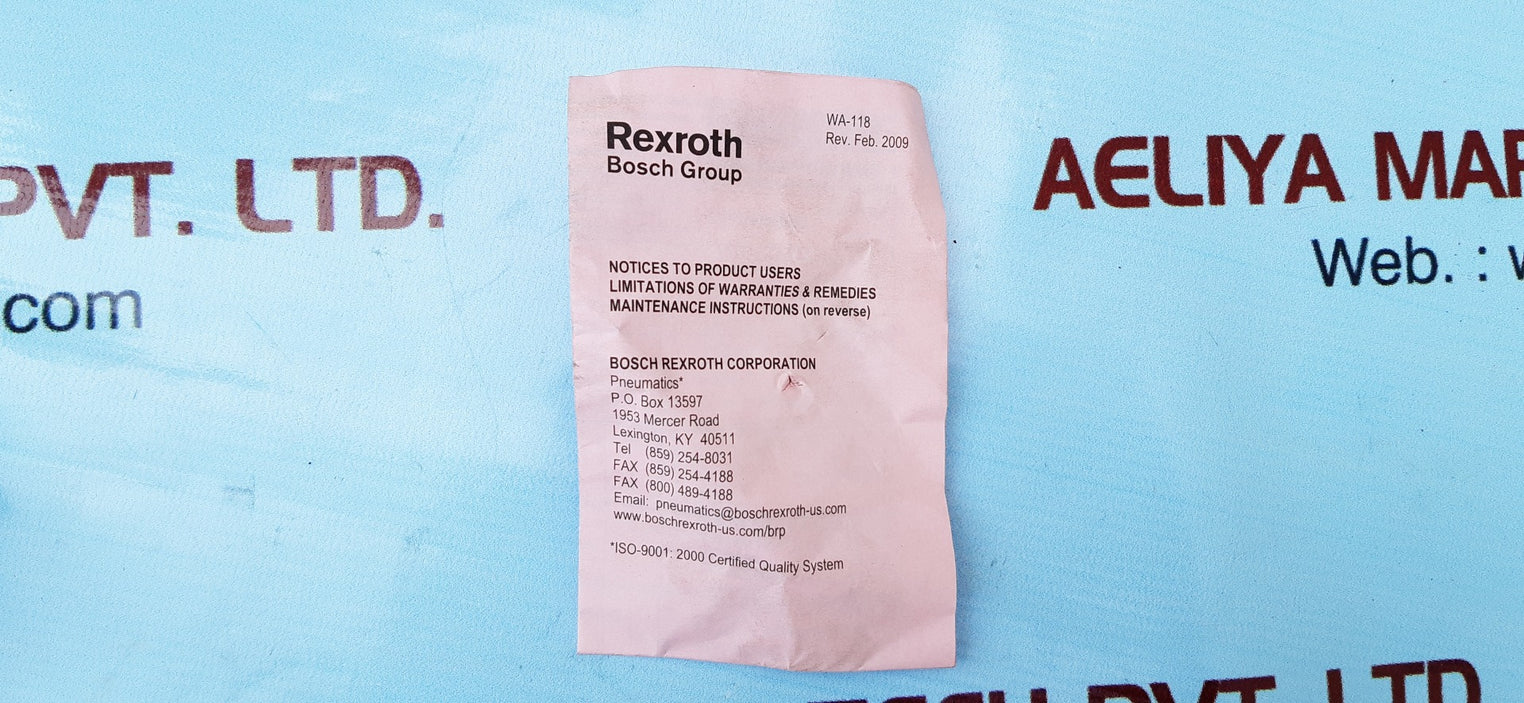 PVT. LTD.
.com
Rexroth
Bosch Group
WA-118
Rev. Feb. 2009
NOTICES TO PRODUCT USERS
LIMITATIONS OF WARRANTIES & REMEDIES
MAINTENANCE INSTRUCTIONS (on reverse)
BOSCH REXROTH CORPORATION
Pneumatics*
P.O. Box 13597
1953 Mercer Road
Lexington, KY 40511
Tel (859) 254-8031
FAX (859) 254-4188
FAX (800) 489-4188
Email: pneumatics@boschrexroth-us.com
www.boschrexroth-us.com/brp
*ISO-9001: 2000 Certified Quality System
AELIYA MAR
Web. : w
PVT. LTD